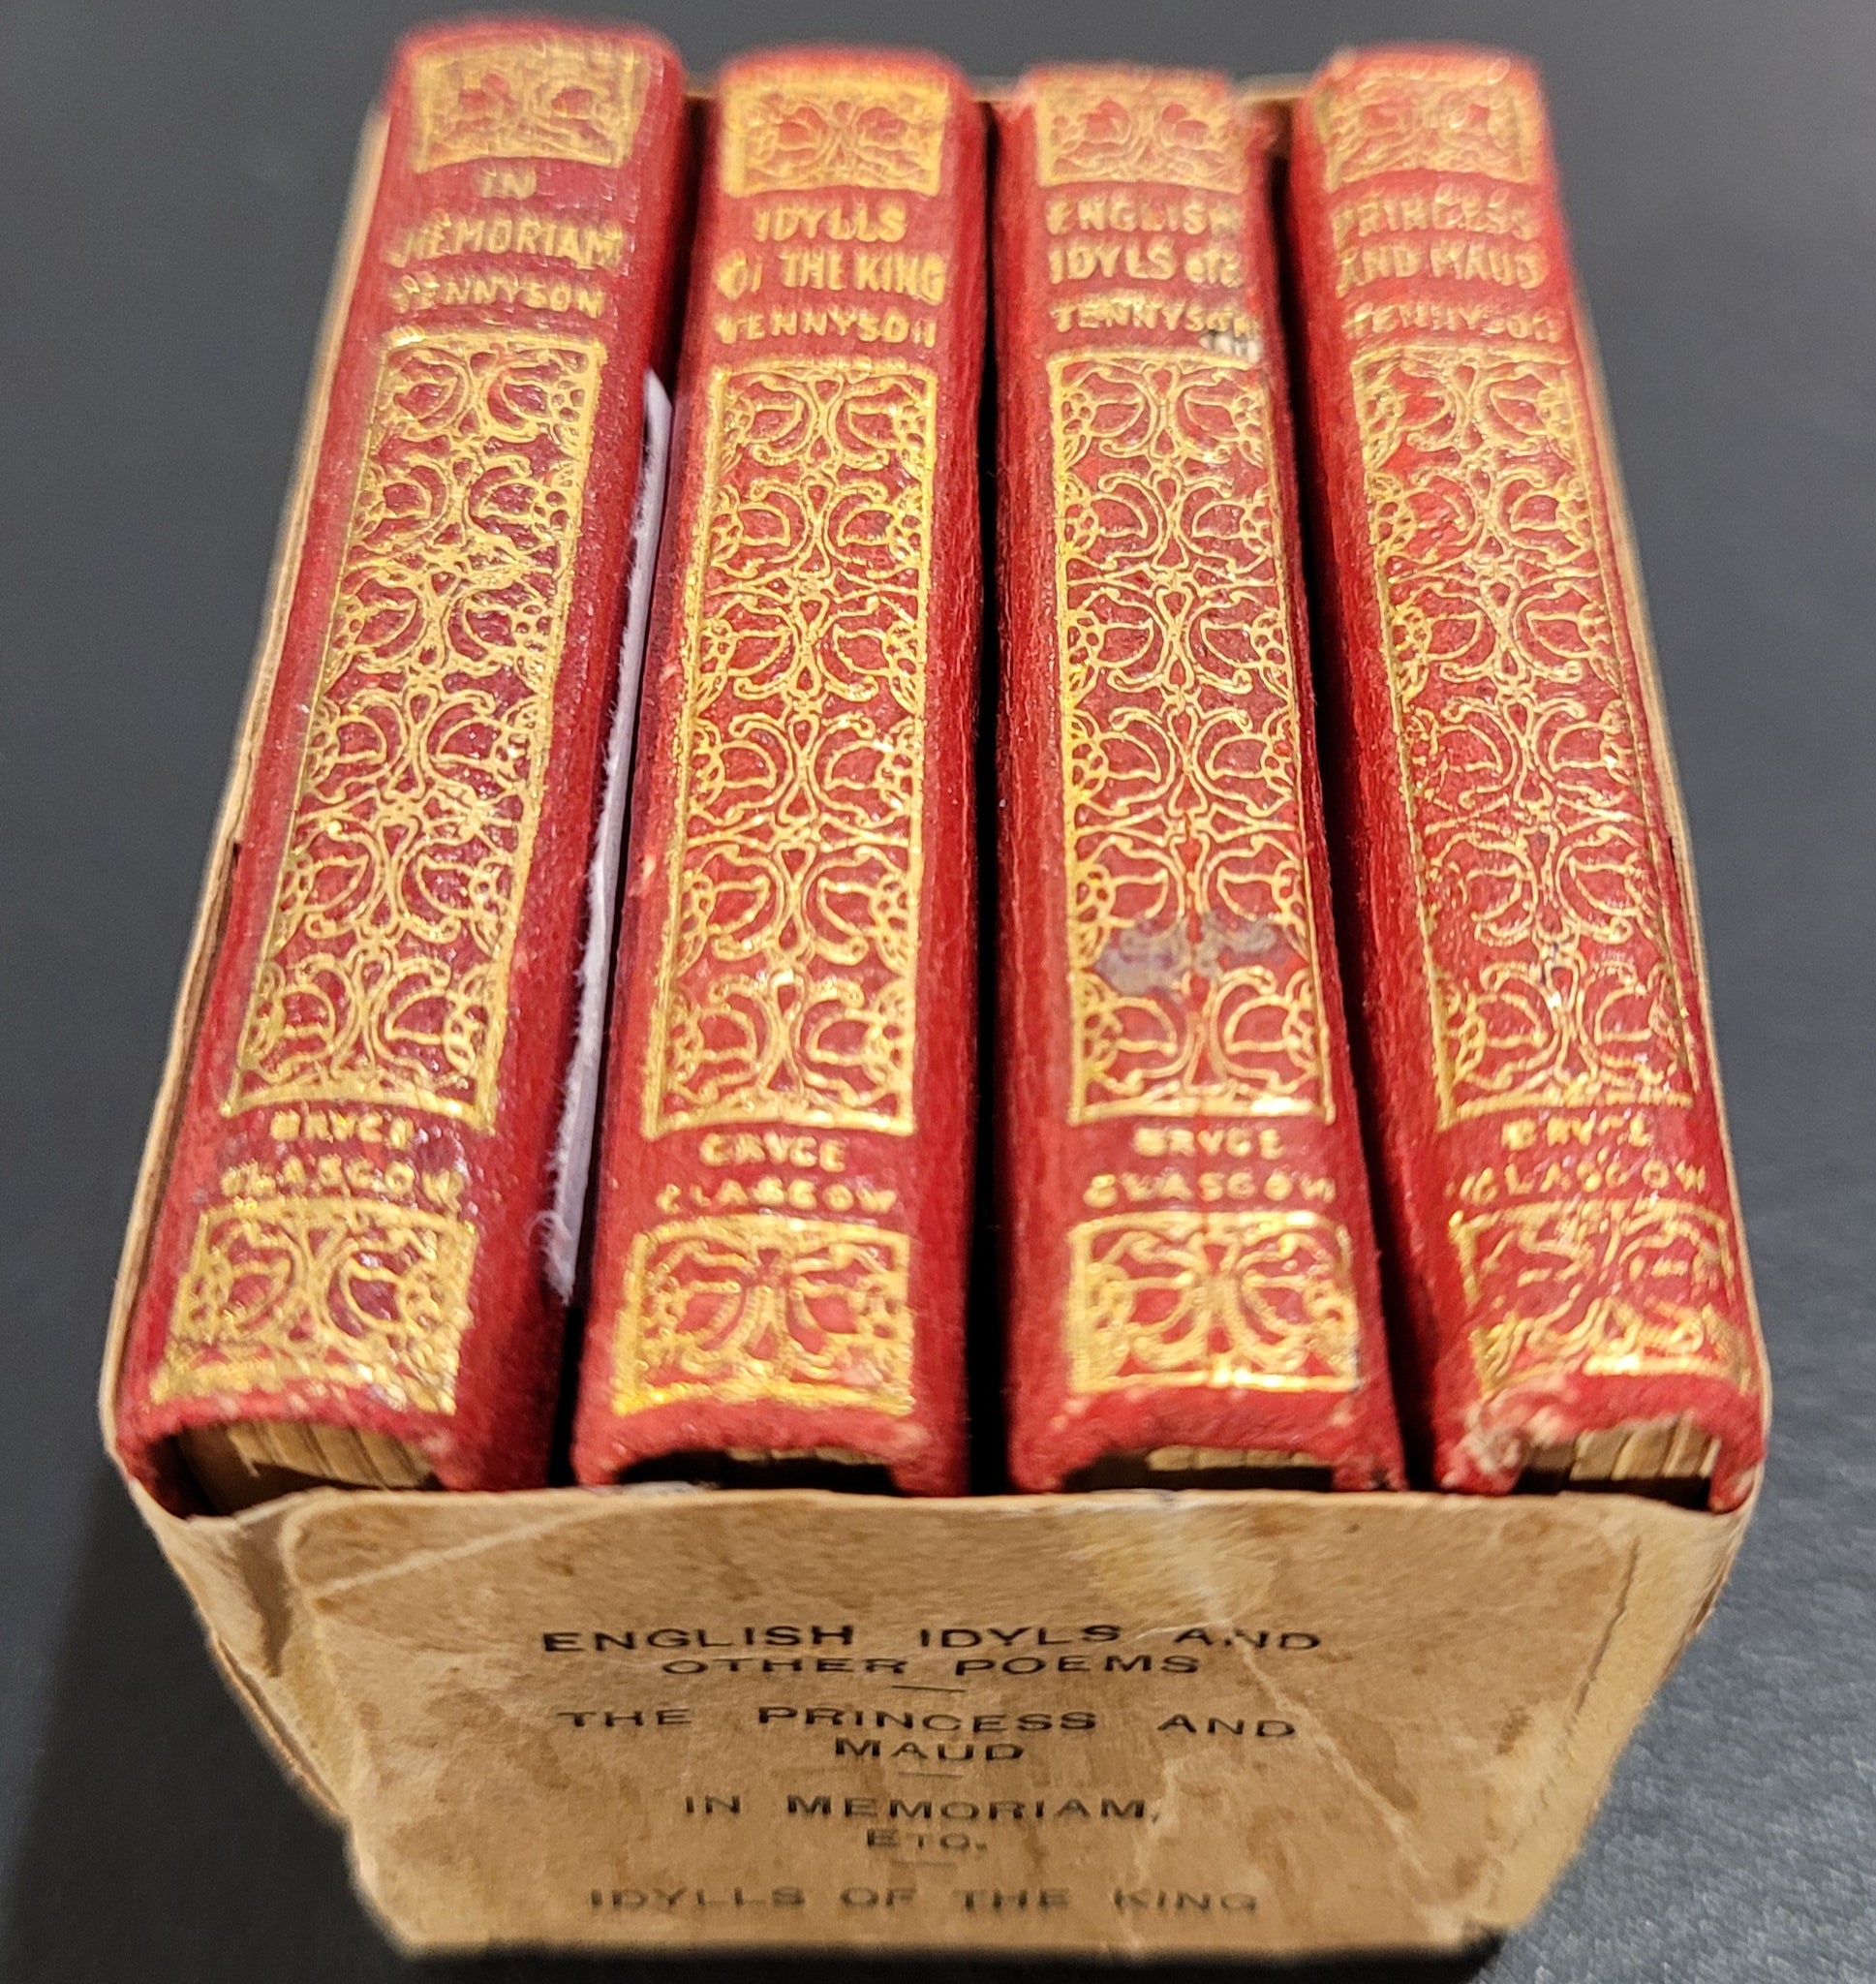 IN
MEMORIAM
TENNYSON
BRYCE
GLASGOW
IDYLLS
OF THE KING
TENNYSON
BRYCE
GLASGOW
ENGLISH
IDYLS etc
TENNYSON
BRYCE
GLASGOW
PRINCESS
AND MAUD
TENNYSON
BRYCE
GLASGOW
ENGLISH IDYLS AND
OTHER POEMS
THE PRINCESS AND
MAUD
IN MEMORIAM,
ETC.
IDYLLS OF THE KING